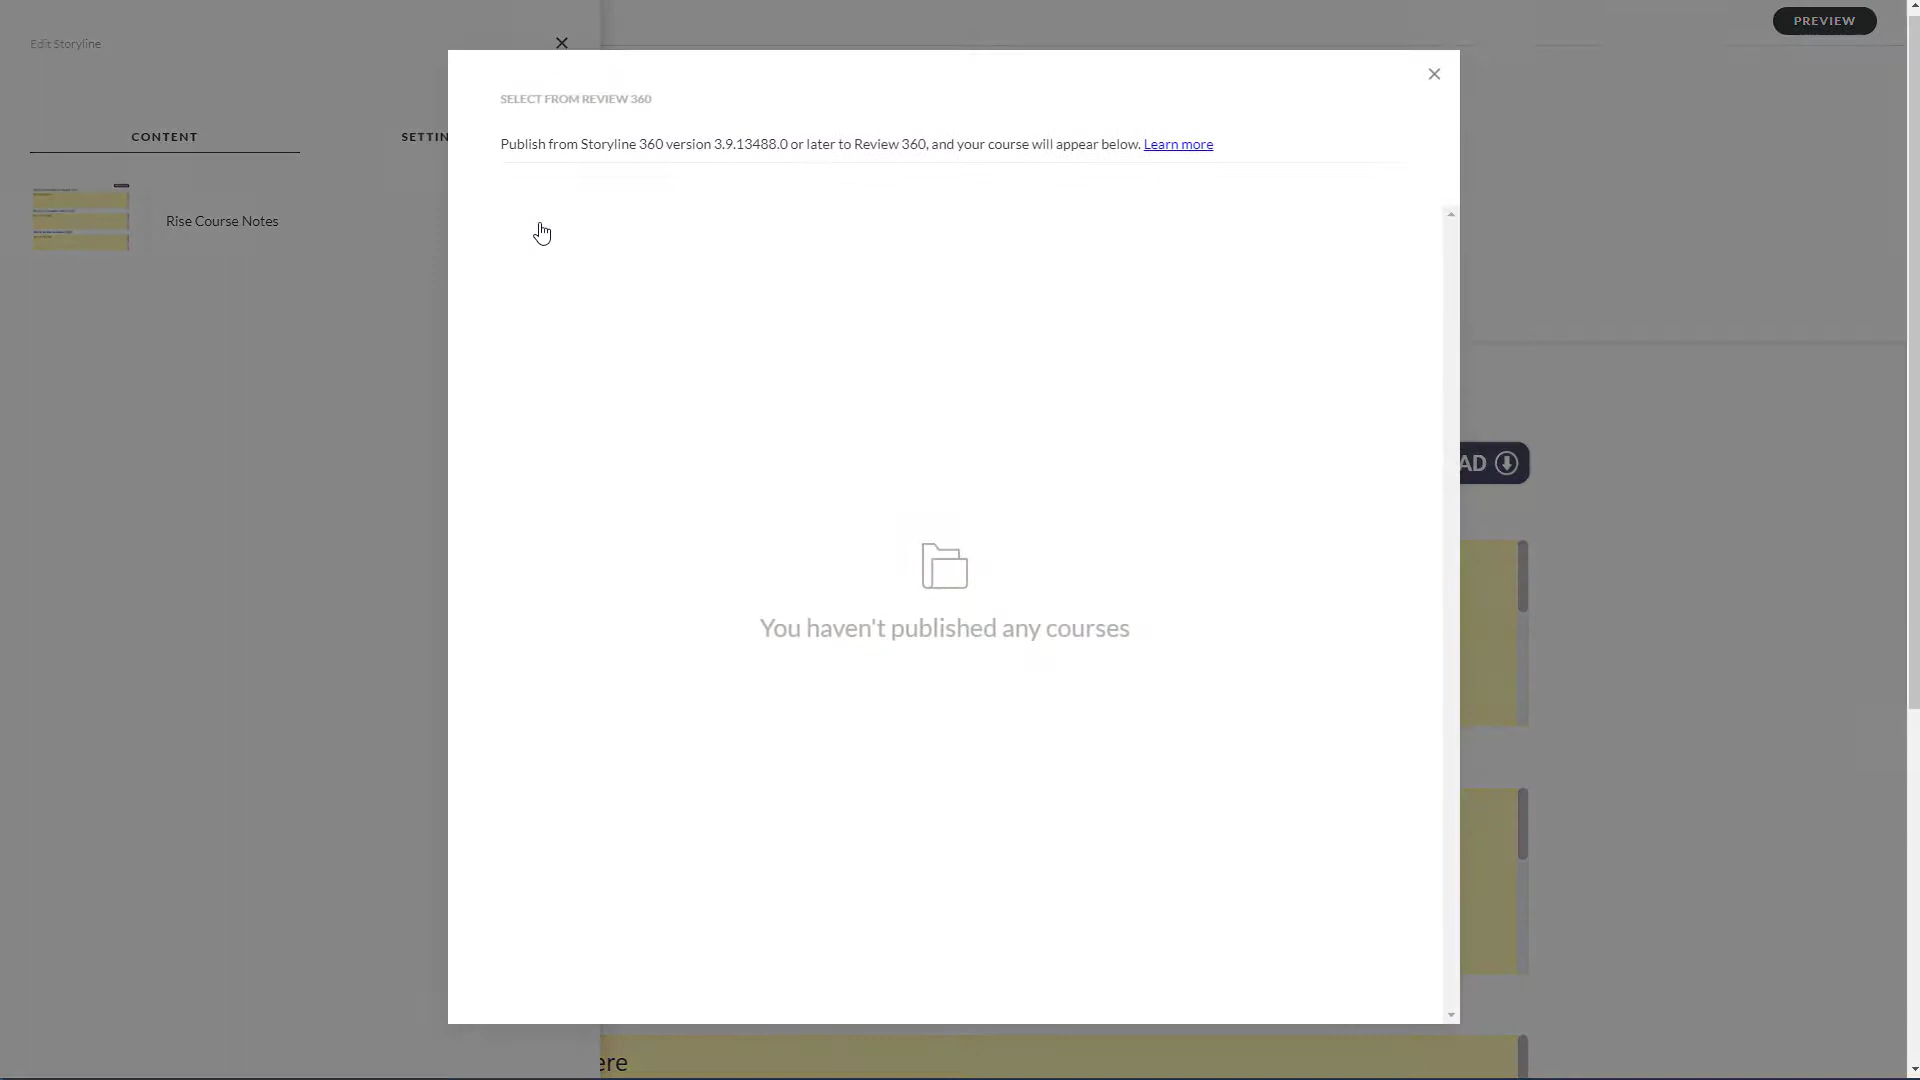 PREVIEW
Edit Storyline
SELECT FROM REVIEW 360
CONTENT
SETTIN
Publish from Storyline 360 version 3.9.13488.0 or later to Review 360, and your course will appear below. Learn more
Rise Course Notes
AD
You haven't published any courses
ere